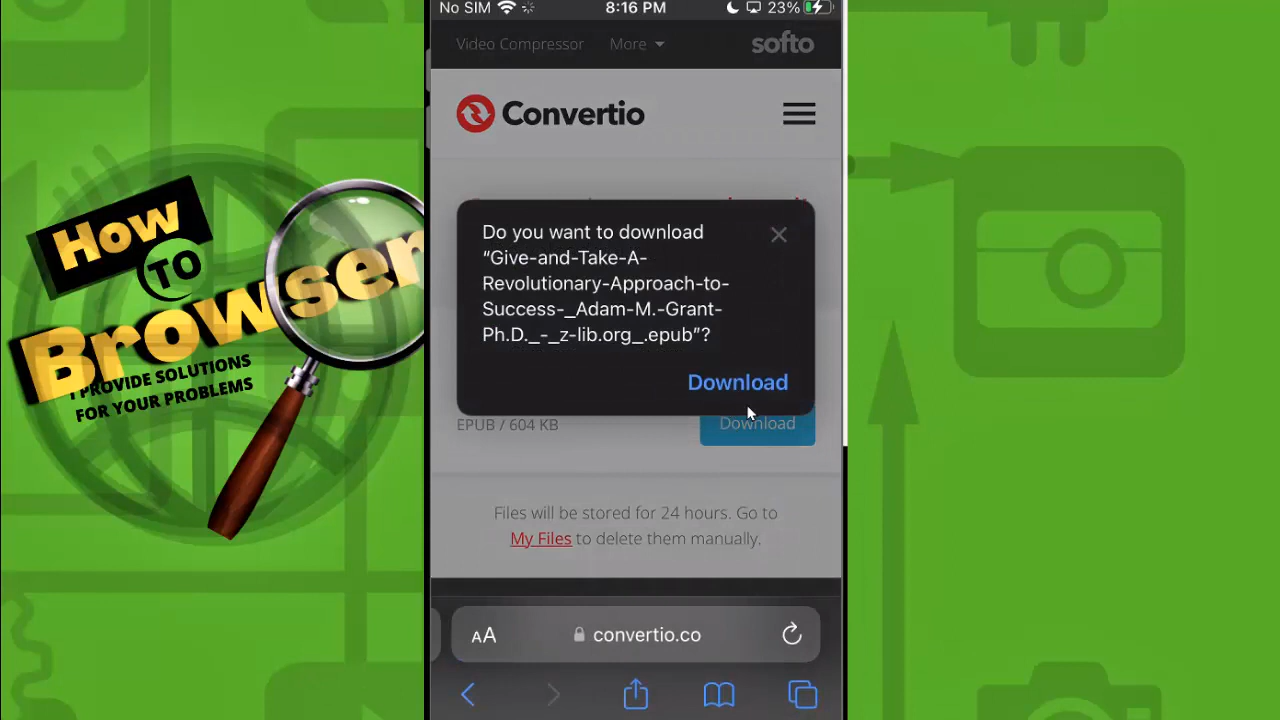 How
TO
Browser
I PROVIDE SOLUTIONS
FOR YOUR PROBLEMS
No SIM 8:16 PM 23%
Video Compressor More softo
Convertio
Do you want to download
“Give-and-Take-A-
Revolutionary-Approach-to-
Success-_Adam-M.-Grant-
Ph.D._-_z-lib.org_.epub”?
Download
EPUB / 604 KB Download
Files will be stored for 24 hours. Go to
My Files to delete them manually.
AA convertio.co